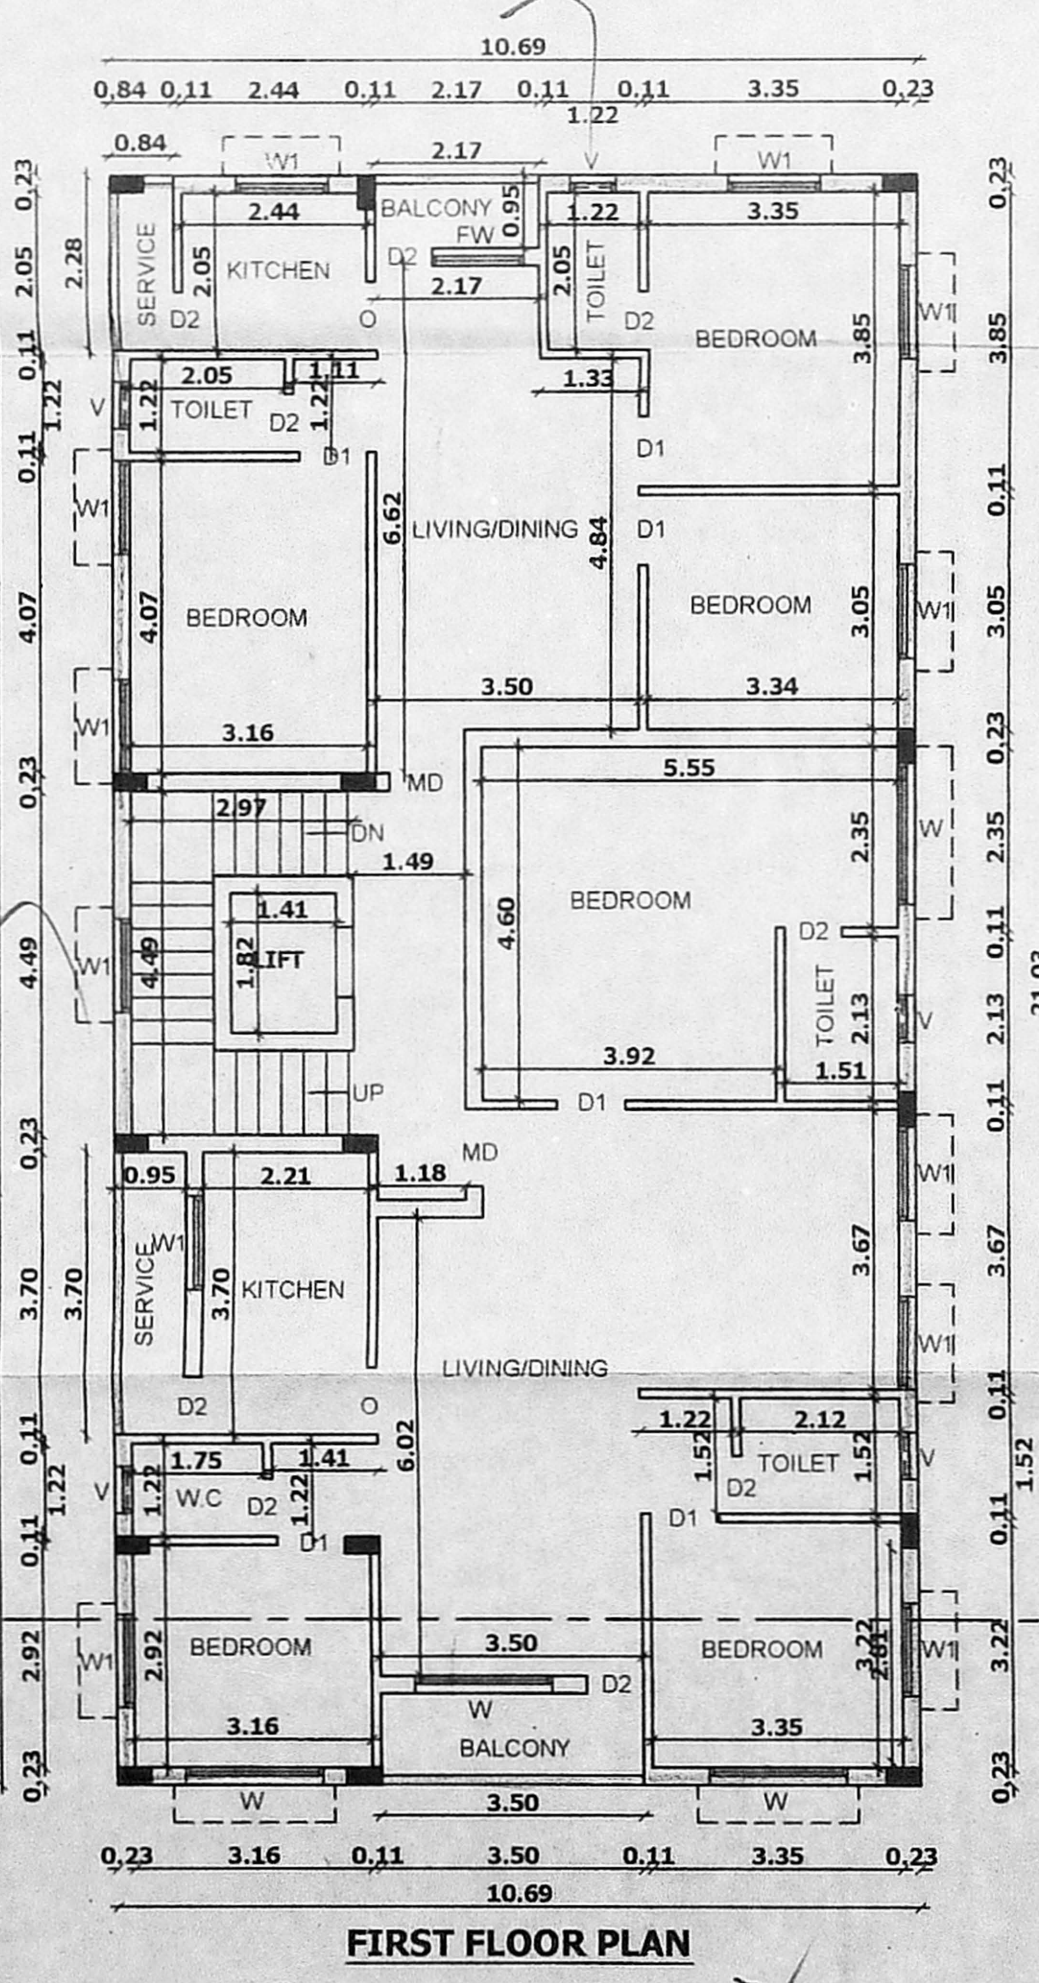 10.69
0,84 0,11 2.44 0,11 2.17 0,11 0,11 3.35 0,23
1.22
0.84 W1 2.17 V W1
0,23 0,23
2.44 BALCONY 0.95 1.22 3.35
FW
D2
2.05 2.28 SERVICE 2.05 KITCHEN 2.17 2.05 TOILET W1
D2 O D2 BEDROOM 3.85 3.85
0,11 2.05 1.11 1.33
V 1.22 1.22 TOILET 1.22
D2
0,11 D1 D1
W1 6.62 LIVING/DINING 4.84 D1 0,11
4.07 4.07 BEDROOM BEDROOM 3.05 W1 3.05
3.50 3.34
W1 3.16
0,23 MD 5.55 0,23
2.97
DN 2.35 W 2.35
1.49
BEDROOM
1.41 4.60 D2 0,11
4.49 W1 4.49 1.82 LIFT 21.03
TOILET 2.13 V 2.13
3.92 1.51
UP D1 0,11
0,23 MD
0.95 2.21 1.18 W1
W1
3.70 3.70 SERVICE 3.70 KITCHEN 3.67 3.67
W1
LIVING/DINING
D2 O 0,11
0,11 1.22 2.12
1.75 1.41 6.02 1.52 TOILET 1.52 V 1.52
V 1.22 1.22 W.C D2 1.22 D2
0,11 D1 D1 0,11
2.92 W1 2.92 BEDROOM 3.50 BEDROOM 3.22 2.81 W1 3.22
D2
W
3.16 BALCONY 3.35
0,23 0,23
W 3.50 W
0,23 3.16 0,11 3.50 0,11 3.35 0,23
10.69
FIRST FLOOR PLAN